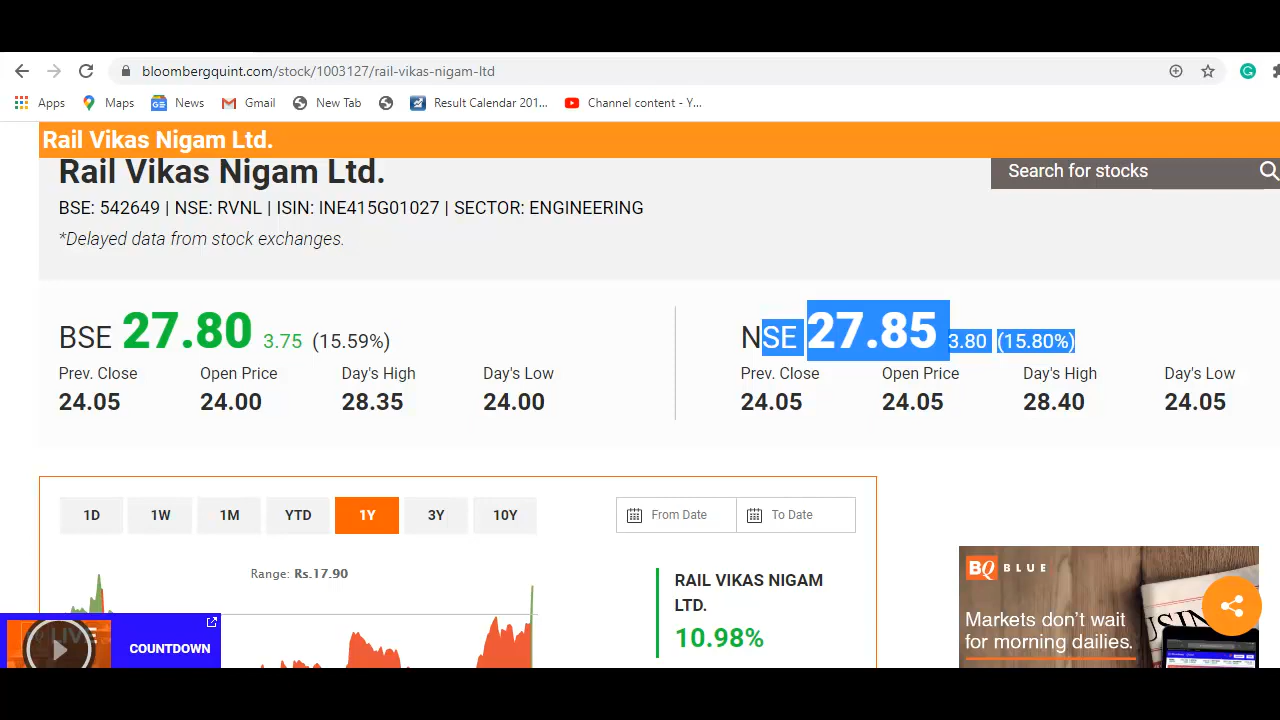 bloombergquint.com/stock/1003127/rail-vikas-nigam-ltd
Apps Maps News Gmail New Tab Result Calendar 201... Channel content - Y...
Rail Vikas Nigam Ltd.
Rail Vikas Nigam Ltd.
Search for stocks
BSE: 542649 | NSE: RVNL | ISIN: INE415G01027 | SECTOR: ENGINEERING
*Delayed data from stock exchanges.
BSE 27.80 3.75 (15.59%)
NSE 27.85 3.80 (15.80%)
Prev. Close Open Price Day's High Day's Low
24.05 24.00 28.35 24.00
Prev. Close Open Price Day's High Day's Low
24.05 24.05 28.40 24.05
1D 1W 1M YTD 1Y 3Y 10Y
From Date To Date
Range: Rs.17.90
RAIL VIKAS NIGAM
LTD.
10.98%
LIVE
COUNTDOWN
BQ BLUE
Markets don't wait
for morning dailies.